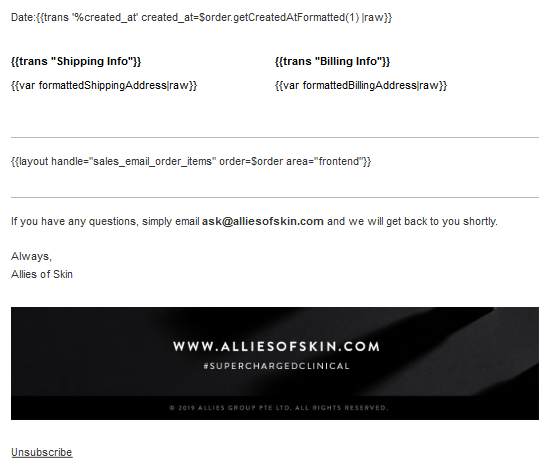 Date:{{trans '%created_at' created_at=$order.getCreatedAtFormatted(1) |raw}}
{{trans "Shipping Info"}}
{{trans "Billing Info"}}
{{var formattedShippingAddress|raw}}
{{var formattedBillingAddress|raw}}
{{layout handle="sales_email_order_items" order=$order area="frontend"}}
If you have any questions, simply email ask@alliesofskin.com and we will get back to you shortly.
Always,
Allies of Skin
WWW.ALLIESOFSKIN.COM
#SUPERCHARGEDCLINICAL
© 2019 ALLIES GROUP PTE LTD. ALL RIGHTS RESERVED.
Unsubscribe